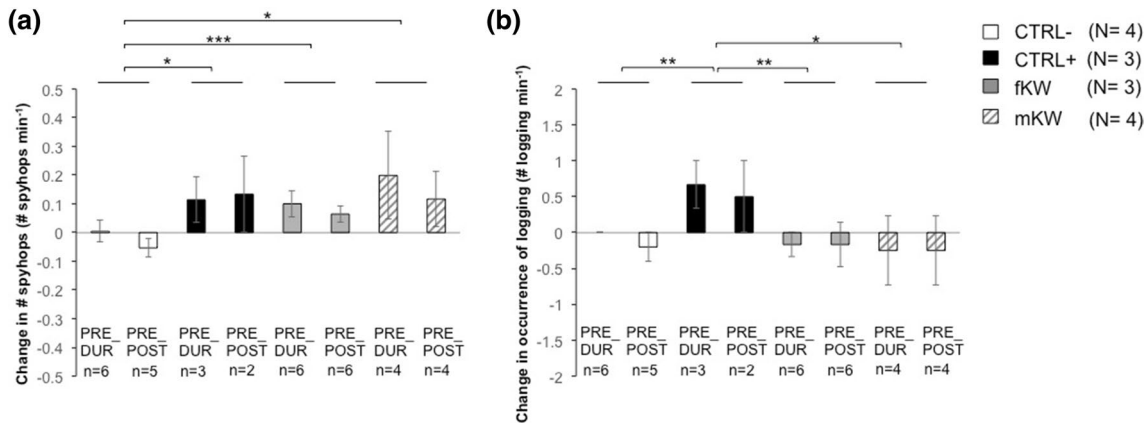 (a)
*
***
*
Change in # spyhops (# spyhops min⁻¹)
0.5
0.4
0.3
0.2
0.1
0
-0.1
-0.2
-0.3
-0.4
-0.5
PRE_ PRE_ PRE_ PRE_ PRE_ PRE_ PRE_ PRE_
DUR POST DUR POST DUR POST DUR POST
n=6 n=5 n=3 n=2 n=6 n=6 n=4 n=4
(b)
*
** **
Change in occurrence of logging (# logging min⁻¹)
2
1.5
1
0.5
0
-0.5
-1
-1.5
-2
PRE_ PRE_ PRE_ PRE_ PRE_ PRE_ PRE_ PRE_
DUR POST DUR POST DUR POST DUR POST
n=6 n=5 n=3 n=2 n=6 n=6 n=4 n=4
CTRL- (N= 4)
CTRL+ (N= 3)
fKW (N= 3)
mKW (N= 4)